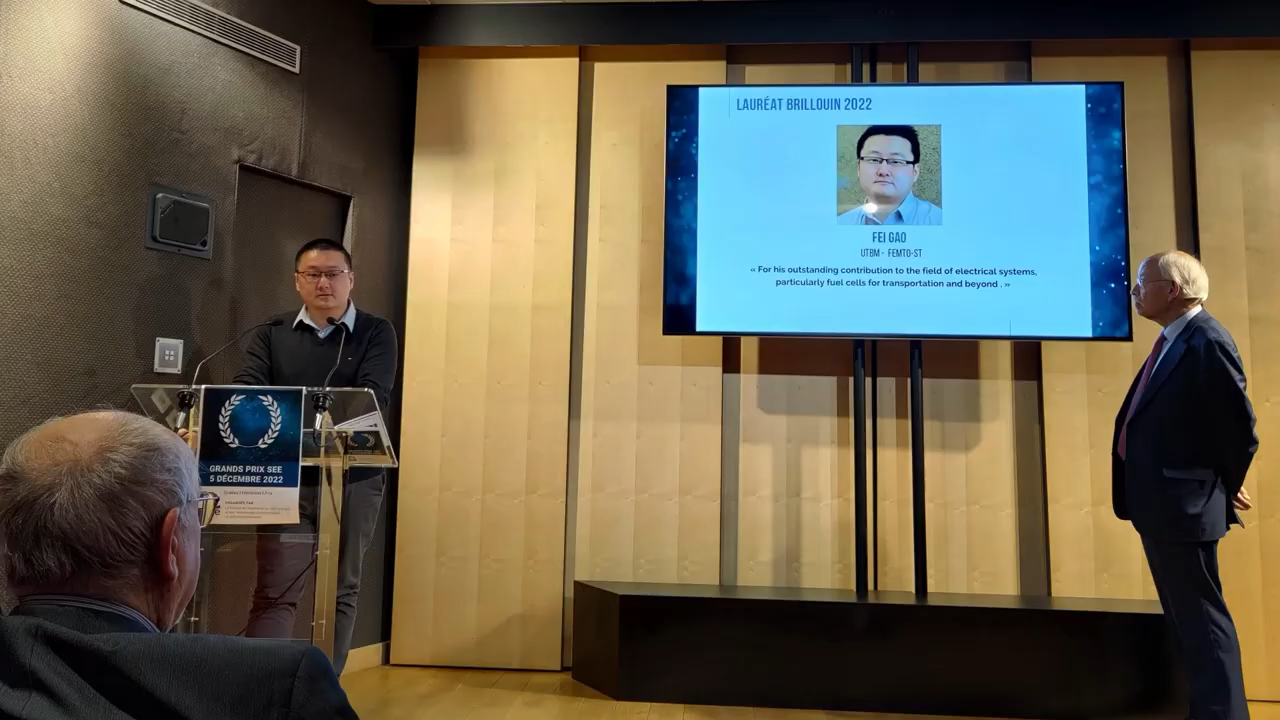 LAURÉAT BRILLOUIN 2022
FEI GAO
UTBM - FEMTO-ST
« For his outstanding contribution to the field of electrical systems,
particularly fuel cells for transportation and beyond . »
GRANDS PRIX SEE
5 DÉCEMBRE 2022